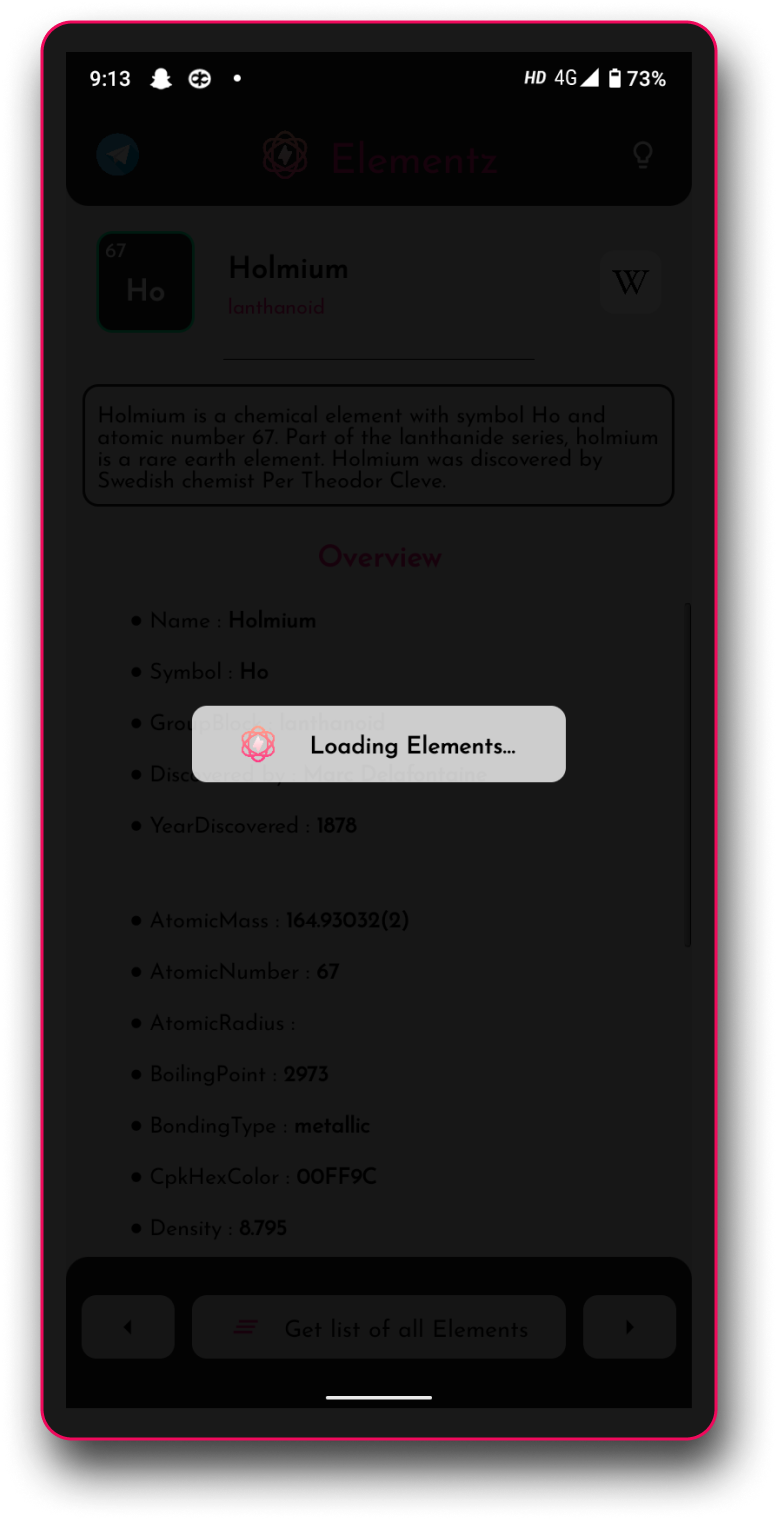 9:13
HD 4G 73%
Elementz
67
Ho
Holmium
lanthanoid
W
Holmium is a chemical element with symbol Ho and
atomic number 67. Part of the lanthanide series, holmium
is a rare earth element. Holmium was discovered by
Swedish chemist Per Theodor Cleve.
Overview
● Name : Holmium
● Symbol : Ho
● GroupBlock : lanthanoid
● Discovered by : Marc Delafontaine
Loading Elements...
● YearDiscovered : 1878
● AtomicMass : 164.93032(2)
● AtomicNumber : 67
● AtomicRadius :
● BoilingPoint : 2973
● BondingType : metallic
● CpkHexColor : 00FF9C
● Density : 8.795
Get list of all Elements